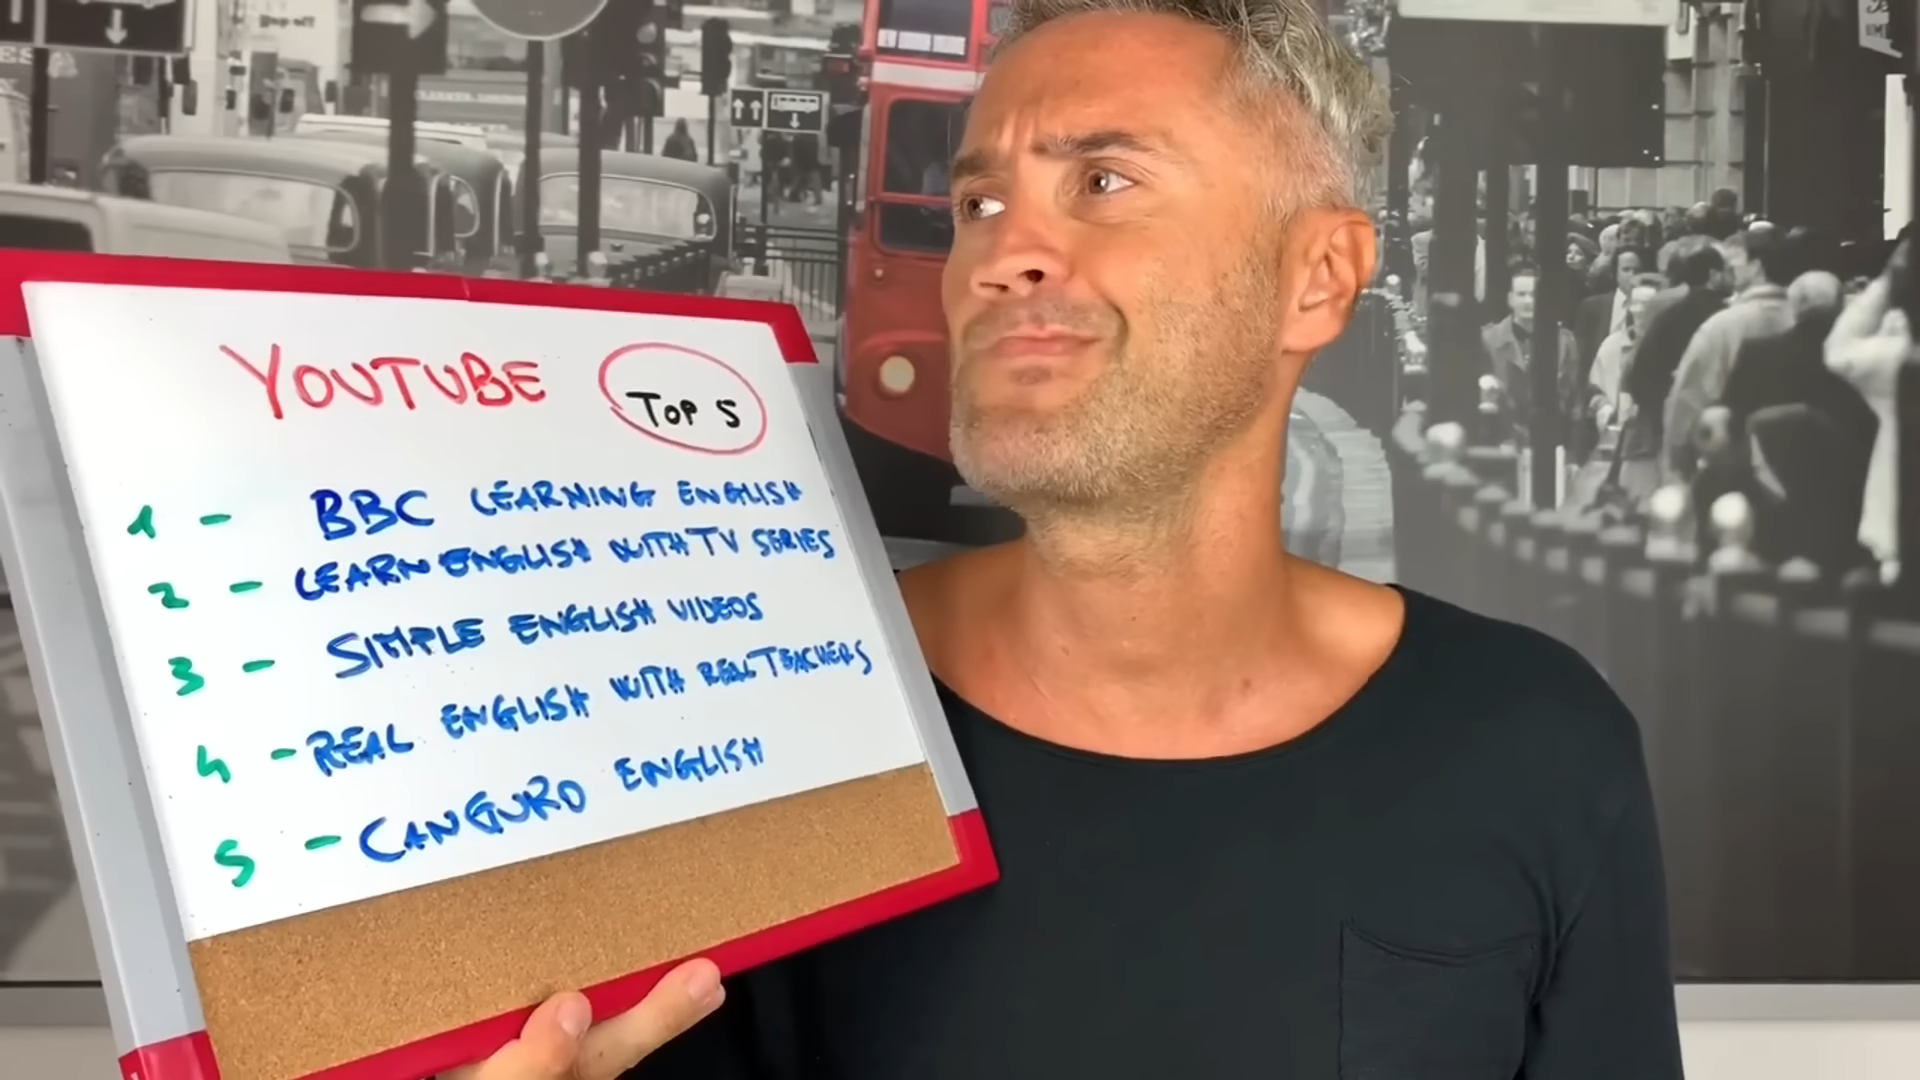 YOUTUBE
TOP 5
1 - BBC LEARNING ENGLISH
2 - LEARN ENGLISH WITH TV SERIES
3 - SIMPLE ENGLISH VIDEOS
4 - REAL ENGLISH WITH REAL TEACHERS
5 - CANGURO ENGLISH